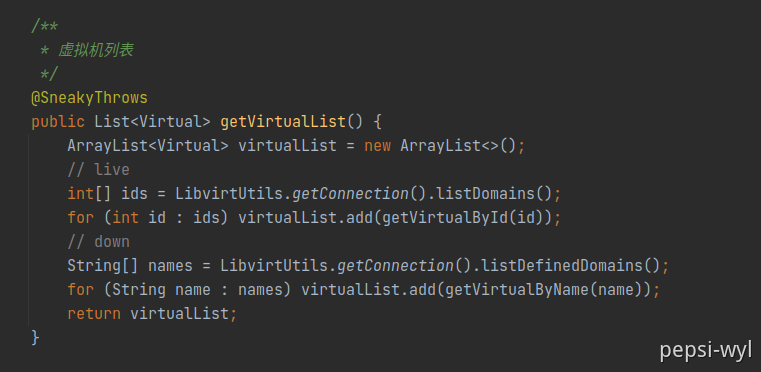 /**
 * 虚拟机列表
 */
@SneakyThrows
public List<Virtual> getVirtualList() {
    ArrayList<Virtual> virtualList = new ArrayList<>();
    // live
    int[] ids = LibvirtUtils.getConnection().listDomains();
    for (int id : ids) virtualList.add(getVirtualById(id));
    // down
    String[] names = LibvirtUtils.getConnection().listDefinedDomains();
    for (String name : names) virtualList.add(getVirtualByName(name));
    return virtualList;
}
pepsi-wyl